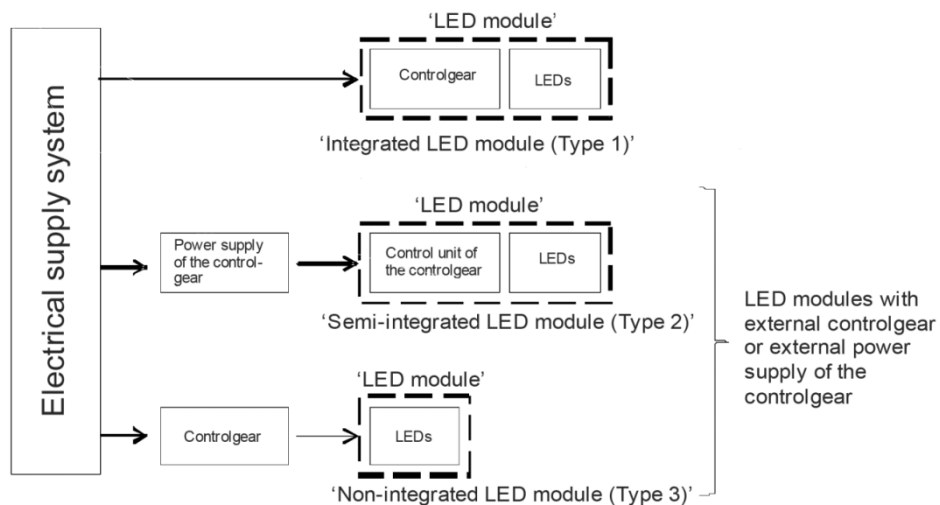 Electrical supply system
‘LED module’
Controlgear
LEDs
‘Integrated LED module (Type 1)’
‘LED module’
Power supply
of the control-
gear
Control unit of
the controlgear
LEDs
‘Semi-integrated LED module (Type 2)’
‘LED module’
Controlgear
LEDs
‘Non-integrated LED module (Type 3)’
LED modules with
external controlgear
or external power
supply of the
controlgear